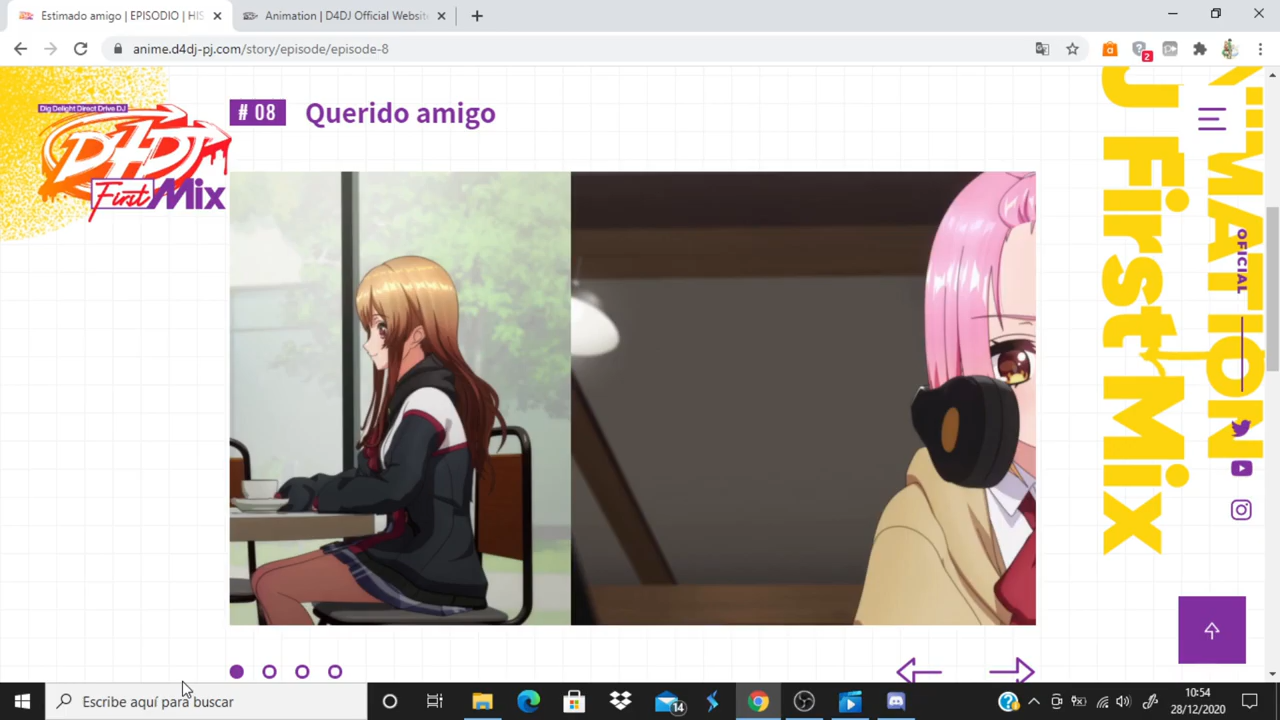 Estimado amigo | EPISODIO | HIS
Animation | D4DJ Official Website
anime.d4dj-pj.com/story/episode/episode-8
2
Dig Delight Direct Drive DJ
D4DJ
First Mix
# 08 Querido amigo
OFICIAL
ANIMATION
DJ First Mix
Escribe aquí para buscar
14
10:54
28/12/2020